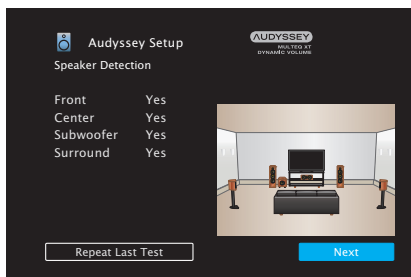 Audyssey Setup
AUDYSSEY
MULTEQ XT
DYNAMIC VOLUME
Speaker Detection
Front Yes
Center Yes
Subwoofer Yes
Surround Yes
Repeat Last Test
Next